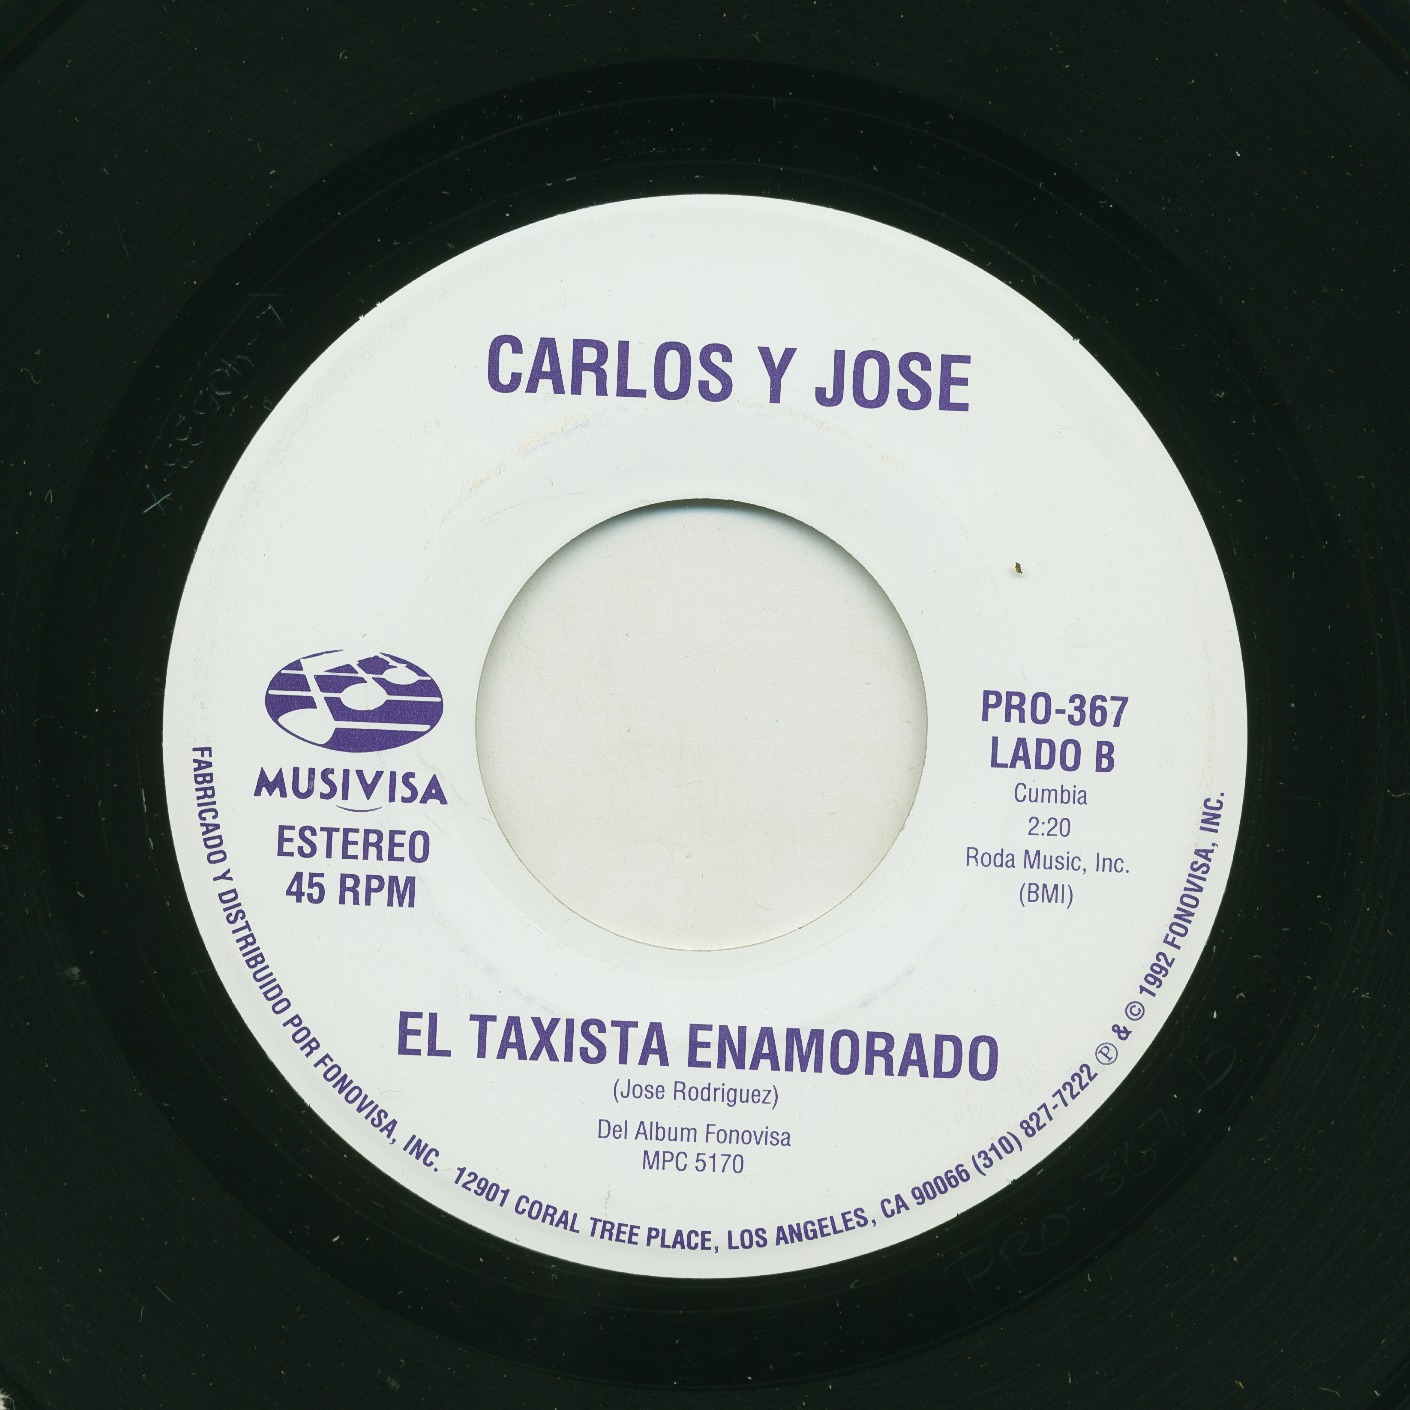 CARLOS Y JOSE
MUSIVISA
ESTEREO
45 RPM
PRO-367
LADO B
Cumbia
2:20
Roda Music, Inc.
(BMI)
EL TAXISTA ENAMORADO
(Jose Rodriguez)
Del Album Fonovisa
MPC 5170
FABRICADO Y DISTRIBUIDO POR FONOVISA, INC. 12901 CORAL TREE PLACE, LOS ANGELES, CA 90066 (310) 827-7222 ℗ & © 1992 FONOVISA, INC.
PRO-367 B